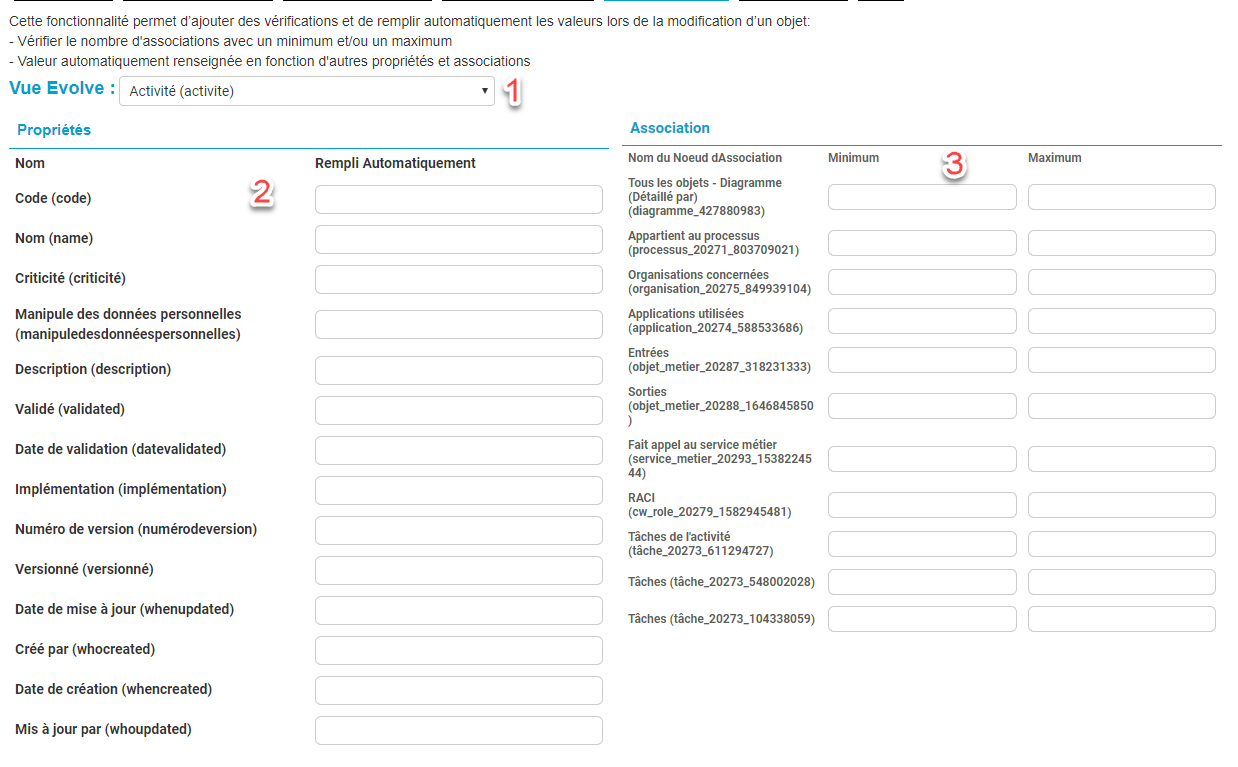 Cette fonctionnalité permet d'ajouter des vérifications et de remplir automatiquement les valeurs lors de la modification d'un objet:
- Vérifier le nombre d'associations avec un minimum et/ou un maximum
- Valeur automatiquement renseignée en fonction d'autres propriétés et associations
Vue Evolve : Activité (activite) 1
Propriétés
Nom Rempli Automatiquement
2
Code (code)
Nom (name)
Criticité (criticité)
Manipule des données personnelles
(manipuledesdonnéespersonnelles)
Description (description)
Validé (validated)
Date de validation (datevalidated)
Implémentation (implémentation)
Numéro de version (numérodeversion)
Versionné (versionné)
Date de mise à jour (whenupdated)
Créé par (whocreated)
Date de création (whencreated)
Mis à jour par (whoupdated)
Association
Nom du Noeud dAssociation Minimum 3 Maximum
Tous les objets - Diagramme
(Détaillé par)
(diagramme_427880983)
Appartient au processus
(processus_20271_803709021)
Organisations concernées
(organisation_20275_849939104)
Applications utilisées
(application_20274_588533686)
Entrées
(objet_metier_20287_318231333)
Sorties
(objet_metier_20288_1646845850
)
Fait appel au service métier
(service_metier_20293_15382245
44)
RACI
(cw_role_20279_1582945481)
Tâches de l'activité
(tâche_20273_611294727)
Tâches (tâche_20273_548002028)
Tâches (tâche_20273_104338059)